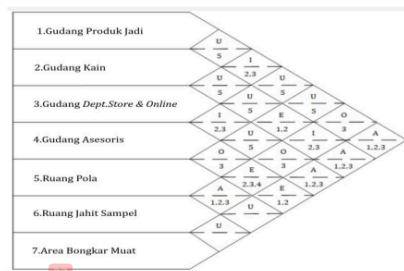 1.Gudang Produk Jadi
U
5
I
2.3
2.Gudang Kain
U
5
U
5
3.Gudang Dept.Store & Online
U
5
U
5
I
2,3
E
1.2
O
3
4.Gudang Asesoris
U
5
I
2.3
A
1.2.3
O
3
O
3
A
1.2.3
5.Ruang Pola
E
2.3.4
A
1.2.3
A
1.2.3
E
1.2
6.Ruang Jahit Sampel
U
U
7.Area Bongkar Muat